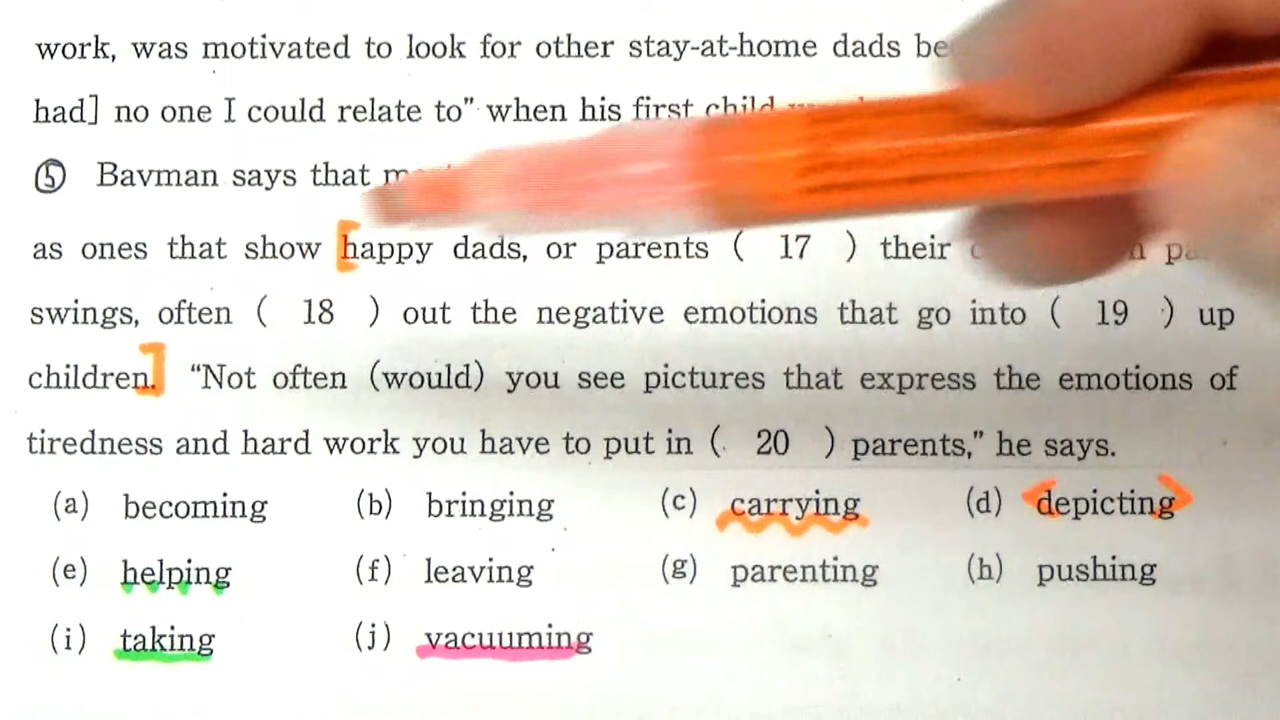 work, was motivated to look for other stay-at-home dads
had] no one I could relate to” when his first child
⑤ Bavman says that
as ones that show [happy dads, or parents ( 17 ) their
swings, often ( 18 ) out the negative emotions that go into ( 19 ) up
children.] “Not often (would) you see pictures that express the emotions of
tiredness and hard work you have to put in ( 20 ) parents,” he says.
(a) becoming (b) bringing (c) carrying (d) <depicting>
(e) helping (f) leaving (g) parenting (h) pushing
(i) taking (j) vacuuming